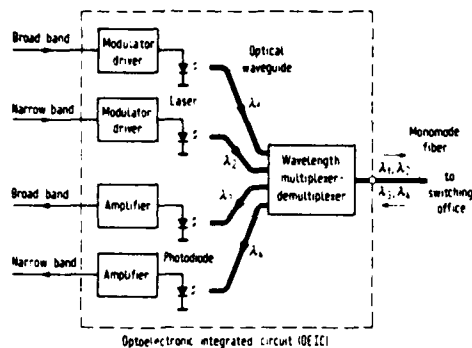 Broad band
Modulator
driver
Optical
waveguide
Laser
λ₁
Narrow band
Modulator
driver
λ₂
Wavelength
multiplexer-
demultiplexer
Monomode
fiber
λ₁, λ₂
to
switching
office
λ₃, λ₄
Broad band
Amplifier
λ₃
Narrow band
Amplifier
Photodiode
λ₄
Optoelectronic integrated circuit (OEIC)